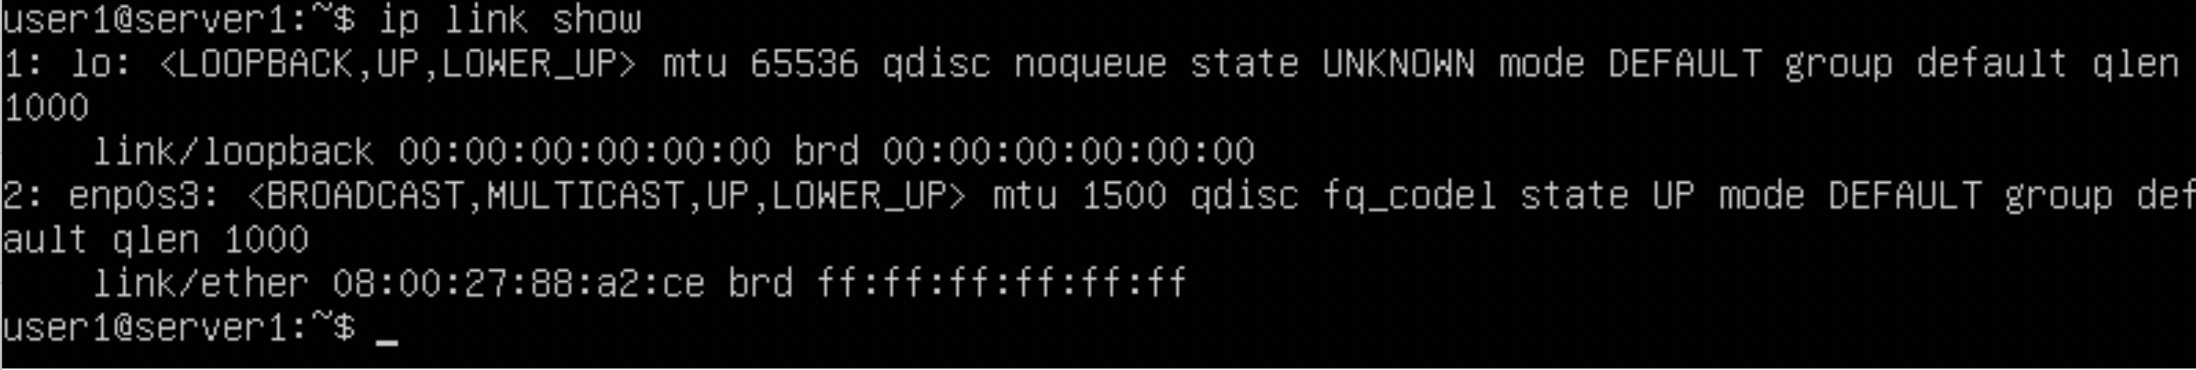 user1@server1:~$ ip link show
1: lo: <LOOPBACK,UP,LOWER_UP> mtu 65536 qdisc noqueue state UNKNOWN mode DEFAULT group default qlen
1000
    link/loopback 00:00:00:00:00:00 brd 00:00:00:00:00:00
2: enp0s3: <BROADCAST,MULTICAST,UP,LOWER_UP> mtu 1500 qdisc fq_codel state UP mode DEFAULT group def
ault qlen 1000
    link/ether 08:00:27:88:a2:ce brd ff:ff:ff:ff:ff:ff
user1@server1:~$ _